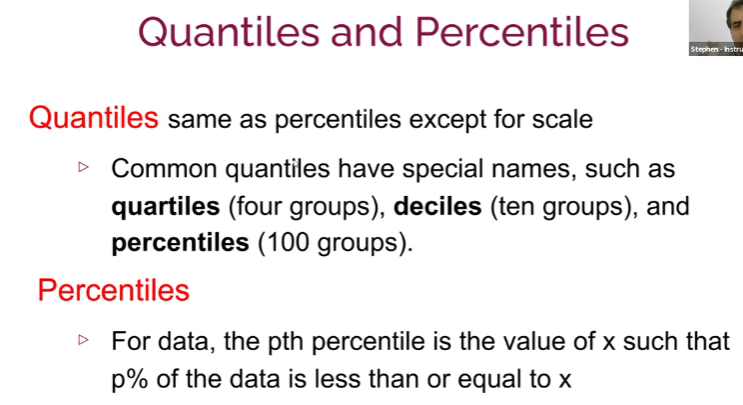 Quantiles and Percentiles
Stephen - Instru
Quantiles same as percentiles except for scale
Common quantiles have special names, such as
quartiles (four groups), deciles (ten groups), and
percentiles (100 groups).
Percentiles
For data, the pth percentile is the value of x such that
p% of the data is less than or equal to x